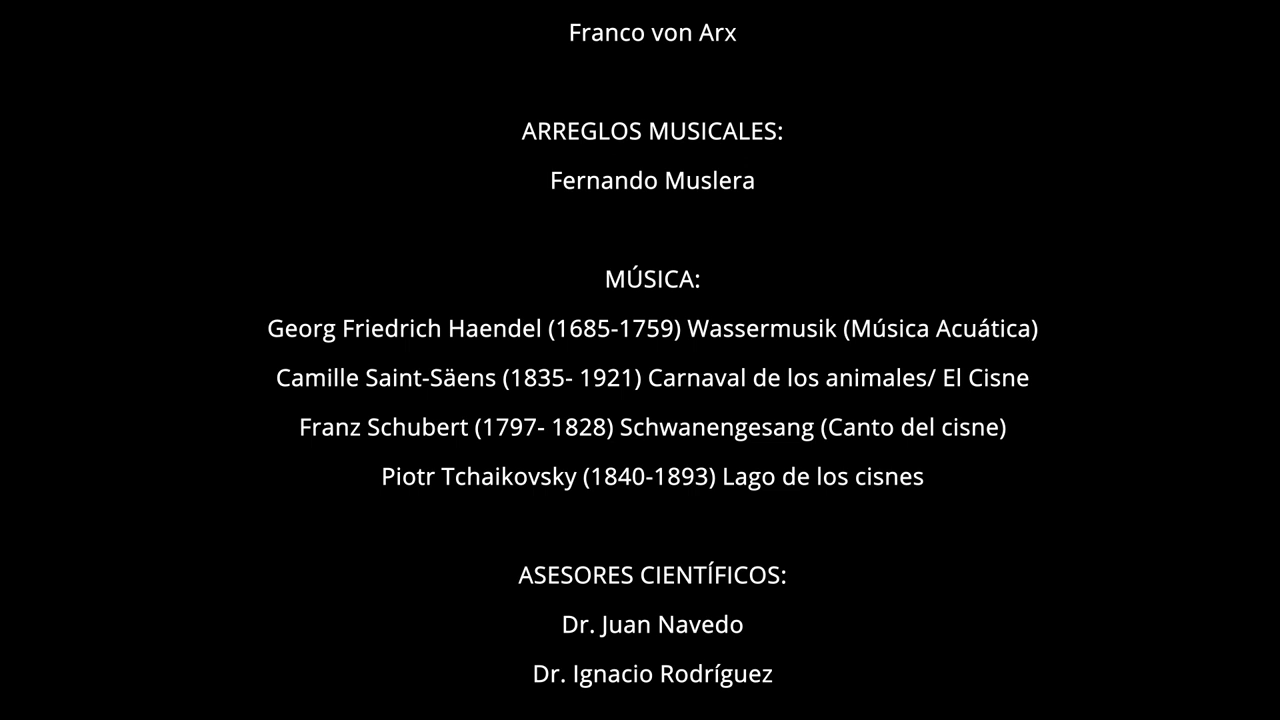 Franco von Arx
ARREGLOS MUSICALES:
Fernando Muslera
MÚSICA:
Georg Friedrich Haendel (1685-1759) Wassermusik (Música Acuática)
Camille Saint-Säens (1835- 1921) Carnaval de los animales/ El Cisne
Franz Schubert (1797- 1828) Schwanengesang (Canto del cisne)
Piotr Tchaikovsky (1840-1893) Lago de los cisnes
ASESORES CIENTÍFICOS:
Dr. Juan Navedo
Dr. Ignacio Rodríguez